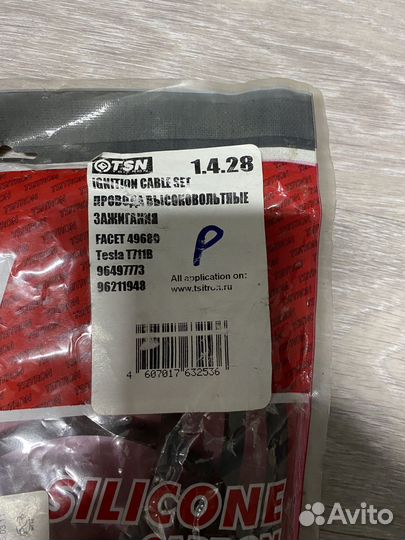 TSN 1.4.28
IGNITION CABLE SET
ПРОВОДА ВЫСОКОВОЛЬТНЫЕ
ЗАЖИГАНИЯ
FACET 49680
Tesla T711B
96497773
96211948
P
All application on:
www.tsitron.ru
4 607017 632536
SILICONE
Avito